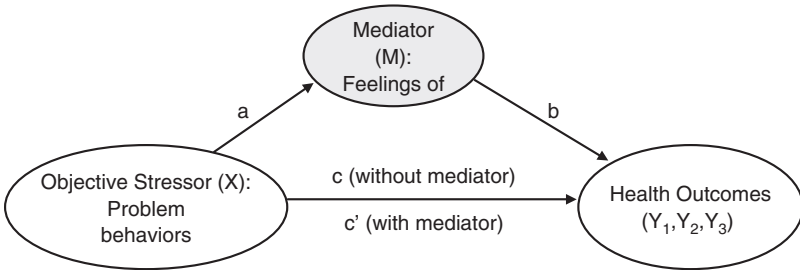 Mediator
(M):
Feelings of
a
b
Objective Stressor (X):
Problem
behaviors
c (without mediator)
c' (with mediator)
Health Outcomes
(Y₁,Y₂,Y₃)